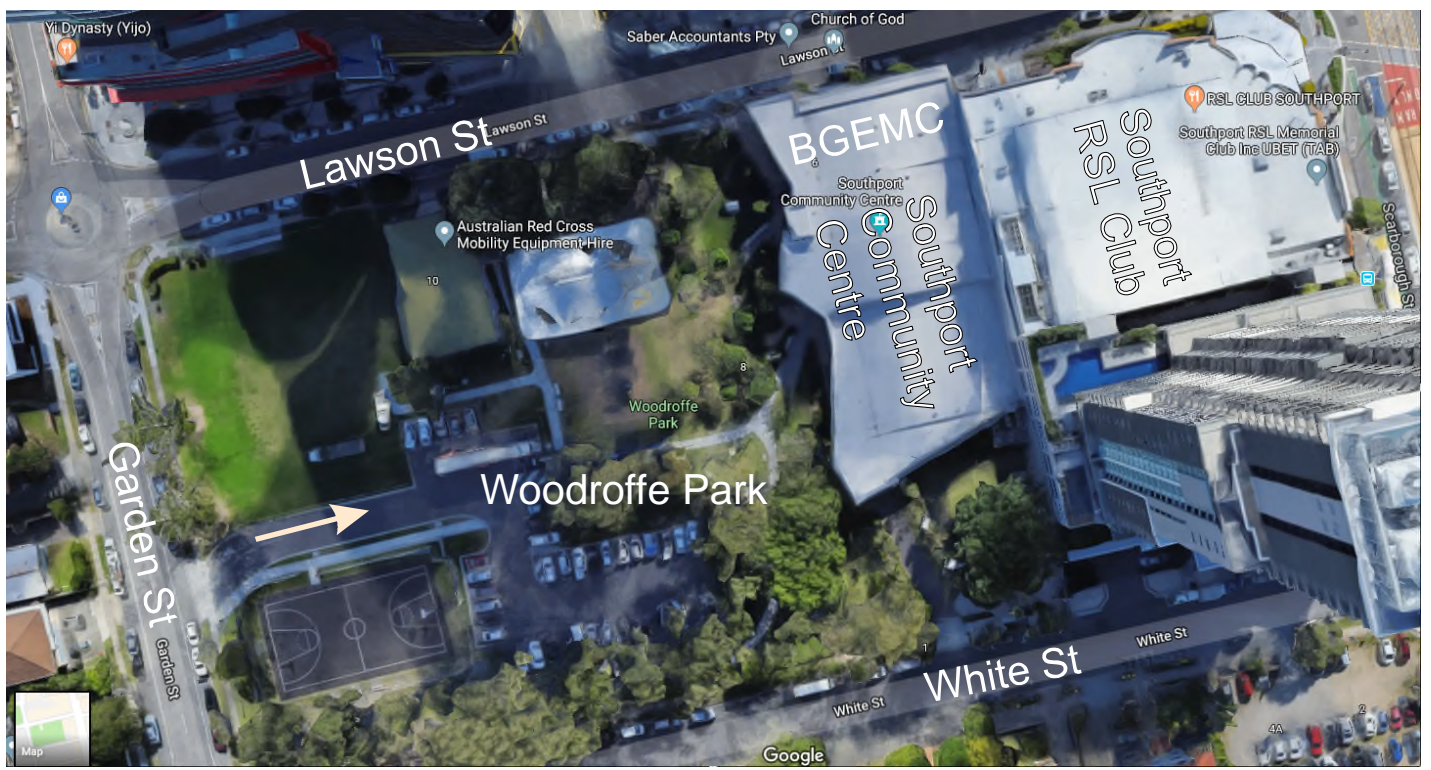 Yi Dynasty (Yijo)
Church of God
Saber Accountants Pty
Lawson St
Lawson St
Lawson St
BGEMC
6
Southport
Community Centre
Southport
Community
Centre
Southport
RSL Club
RSL CLUB SOUTHPORT
Southport RSL Memorial
Club Inc UBET (TAB)
Scarborough St
Australian Red Cross
Mobility Equipment Hire
10
8
Woodroffe
Park
Woodroffe Park
Garden St
Garden St
1
White St
White St
White St
2
4A
Map
Google